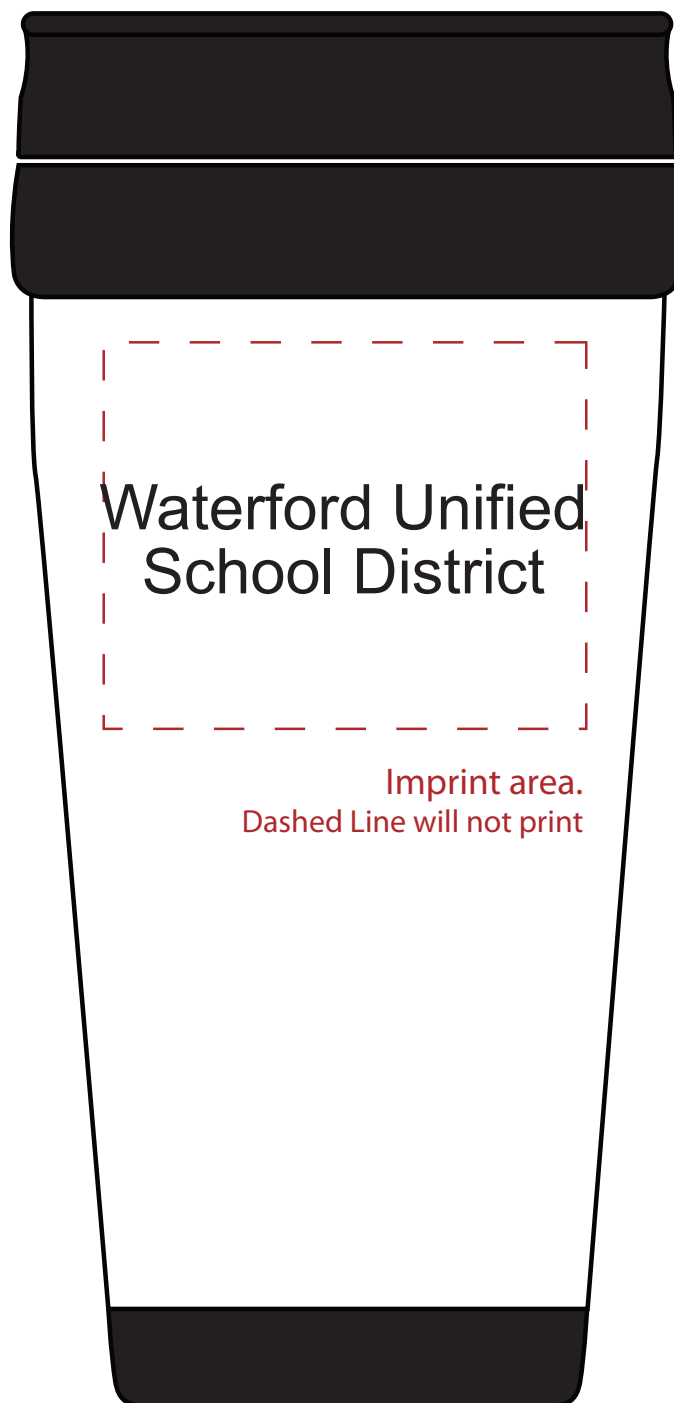 Waterford Unified
School District
Imprint area.
Dashed Line will not print